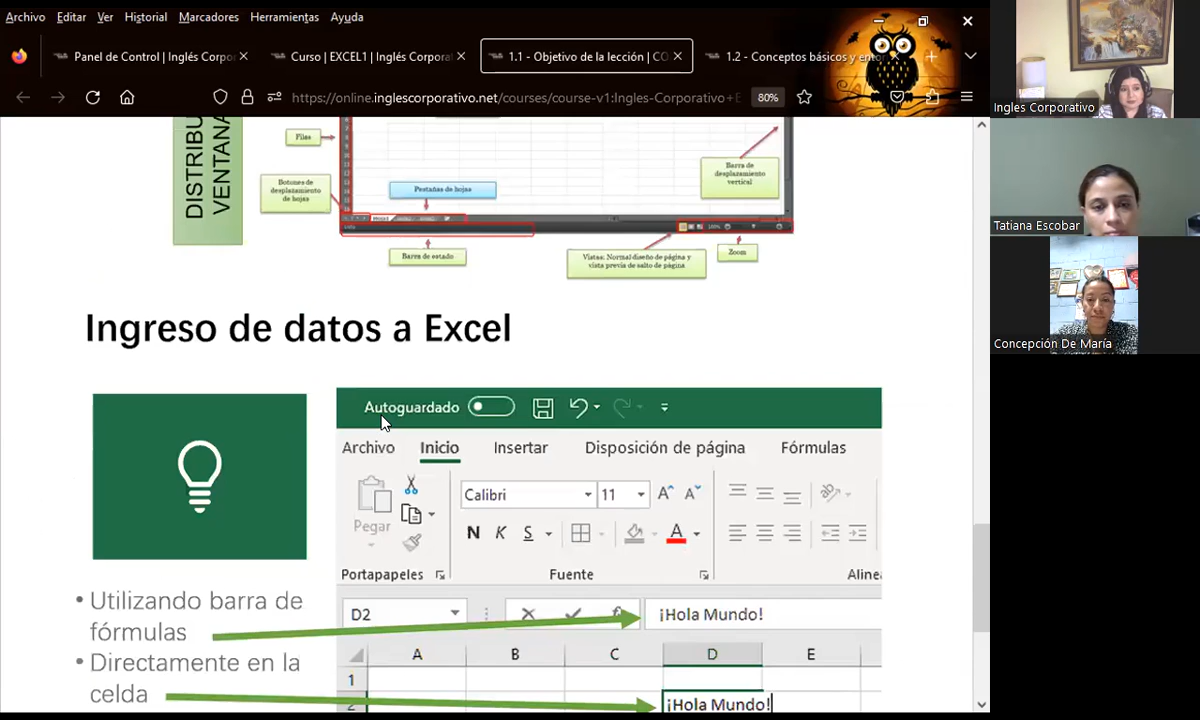 Archivo Editar Ver Historial Marcadores Herramientas Ayuda
Panel de Control | Inglés Corpor
Curso | EXCEL1 | Inglés Corpora
1.1 - Objetivo de la lección | CO
1.2 - Conceptos básicos y ento
https://online.inglescorporativo.net/courses/course-v1:Ingles-Corporativo+E
80%
Ingles Corporativo
Tatiana Escobar
Concepción De María
DISTRIBU
VENTANA
Filas
Botones de
desplazamiento
de hojas
Pestañas de hojas
Barra de
desplazamiento
vertical
Barra de estado
Vistas: Normal diseño de página y
vista previa de salto de página
Zoom
Ingreso de datos a Excel
Autoguardado
Archivo Inicio Insertar Disposición de página Fórmulas
Pegar
Calibri 11
N K S
Portapapeles Fuente Alinea
D2
¡Hola Mundo!
A B C D E
1
2
¡Hola Mundo!
• Utilizando barra de
fórmulas
• Directamente en la
celda